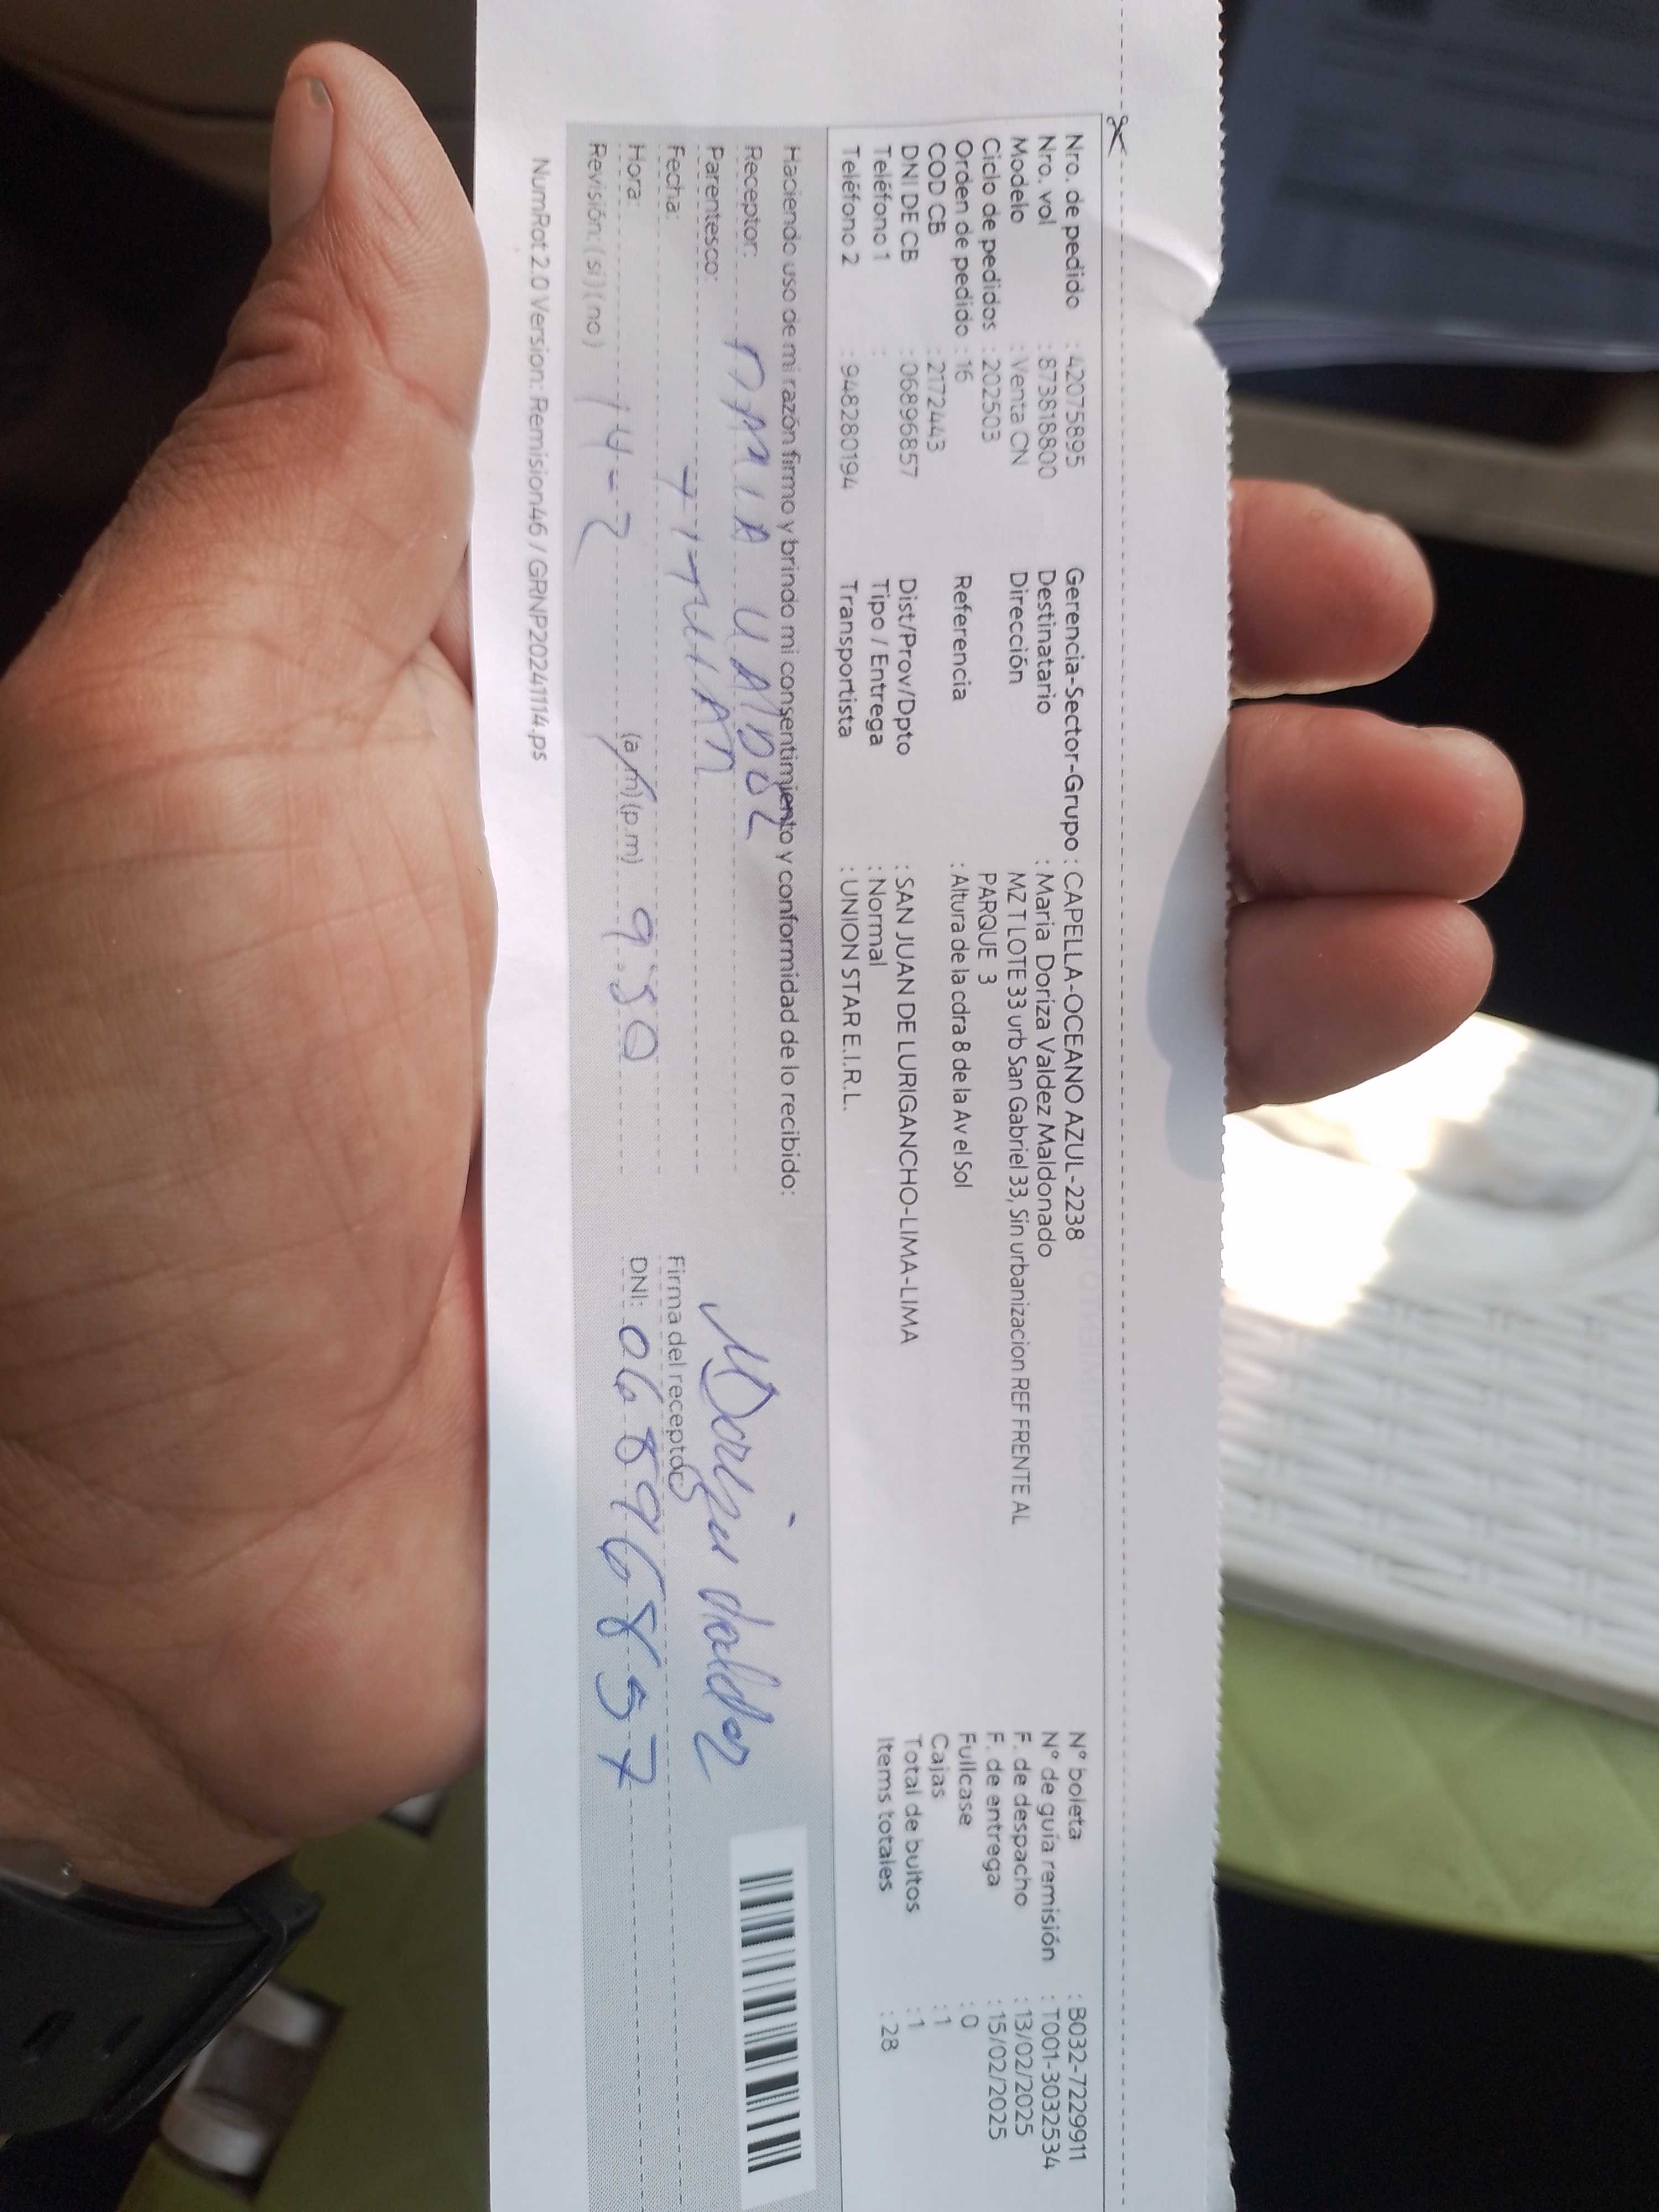 Nro. de pedido : 42075895
Nro. vol : 873818800
Modelo : Venta CN
Ciclo de pedidos : 202503
Orden de pedido : 16
COD CB : 2172443
DNI DE CB : 06896857
Teléfono 1 :
Teléfono 2 : 948280194
Gerencia-Sector-Grupo : CAPELLA-OCEANO AZUL-2238
Destinatario : Maria Doriza Valdez Maldonado
Dirección MZ T LOTE 33 urb San Gabriel 33, Sin urbanizacion REF FRENTE AL
PARQUE 3
Referencia : Altura de la cdra 8 de la Av el Sol
Dist/Prov/Dpto : SAN JUAN DE LURIGANCHO-LIMA-LIMA
Tipo / Entrega : Normal
Transportista : UNION STAR E.I.R.L.
N° boleta : B032-7229911
N° de guía remisión : T001-3032534
F. de despacho : 13/02/2025
F. de entrega : 15/02/2025
Fullcase : 0
Cajas : 1
Total de bultos : 1
Items totales : 28
Haciendo uso de mi razón firmo y brindo mi consentimiento y conformidad de lo recibido:
Receptor:
Parentesco:
Fecha: 14-2
Hora: (a.m) (p.m) 9:30
Revisión: (si) (no)
Firma del receptor
DNI: 06896857
NumRot 2.0 Version: Remision46 / GRNP20241114.ps